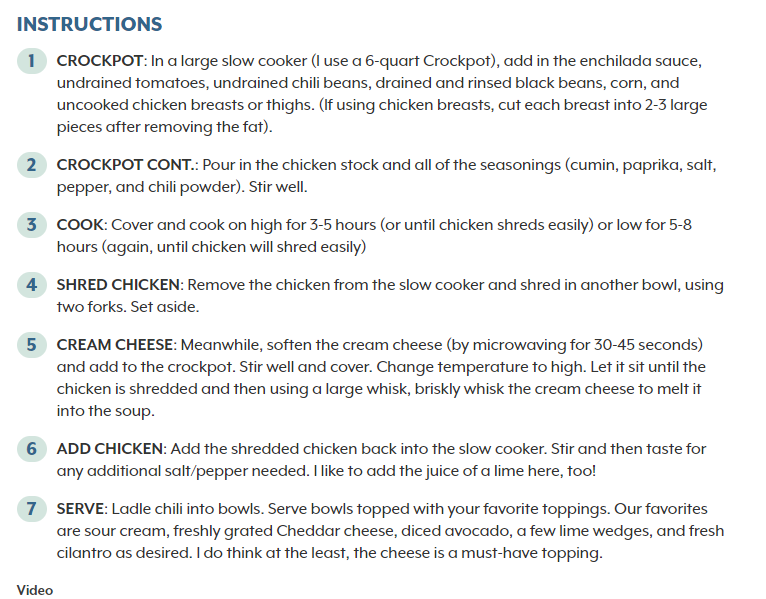 INSTRUCTIONS
1 CROCKPOT: In a large slow cooker (I use a 6-quart Crockpot), add in the enchilada sauce,
undrained tomatoes, undrained chili beans, drained and rinsed black beans, corn, and
uncooked chicken breasts or thighs. (If using chicken breasts, cut each breast into 2-3 large
pieces after removing the fat).
2 CROCKPOT CONT.: Pour in the chicken stock and all of the seasonings (cumin, paprika, salt,
pepper, and chili powder). Stir well.
3 COOK: Cover and cook on high for 3-5 hours (or until chicken shreds easily) or low for 5-8
hours (again, until chicken will shred easily)
4 SHRED CHICKEN: Remove the chicken from the slow cooker and shred in another bowl, using
two forks. Set aside.
5 CREAM CHEESE: Meanwhile, soften the cream cheese (by microwaving for 30-45 seconds)
and add to the crockpot. Stir well and cover. Change temperature to high. Let it sit until the
chicken is shredded and then using a large whisk, briskly whisk the cream cheese to melt it
into the soup.
6 ADD CHICKEN: Add the shredded chicken back into the slow cooker. Stir and then taste for
any additional salt/pepper needed. I like to add the juice of a lime here, too!
7 SERVE: Ladle chili into bowls. Serve bowls topped with your favorite toppings. Our favorites
are sour cream, freshly grated Cheddar cheese, diced avocado, a few lime wedges, and fresh
cilantro as desired. I do think at the least, the cheese is a must-have topping.
Video